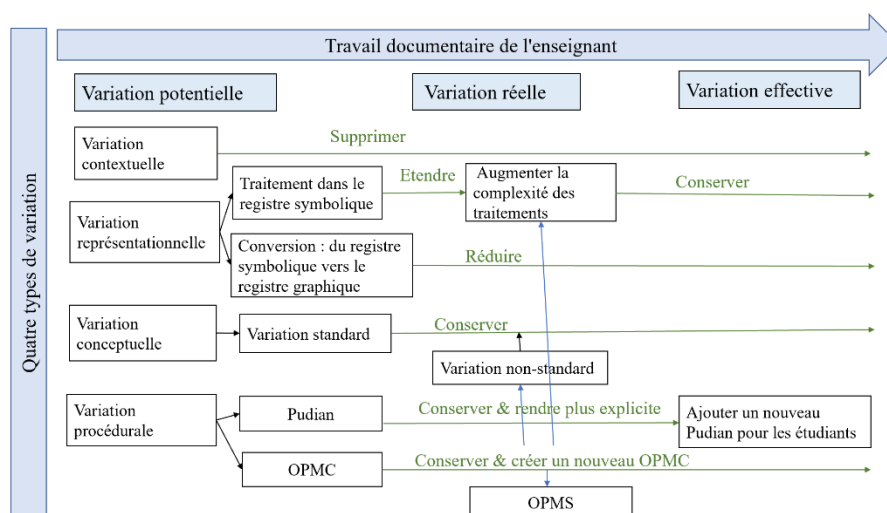 Travail documentaire de l'enseignant
Quatre types de variation
Variation potentielle
Variation réelle
Variation effective
Variation
contextuelle
Supprimer
Variation
représentationnelle
Traitement dans le
registre symbolique
Etendre
Augmenter la
complexité des
traitements
Conserver
Conversion : du registre
symbolique vers le
registre graphique
Réduire
Variation
conceptuelle
Variation standard
Conserver
Variation non-standard
Variation
procédurale
Pudian
Conserver & rendre plus explicite
Ajouter un nouveau
Pudian pour les étudiants
OPMC
Conserver & créer un nouveau OPMC
OPMS